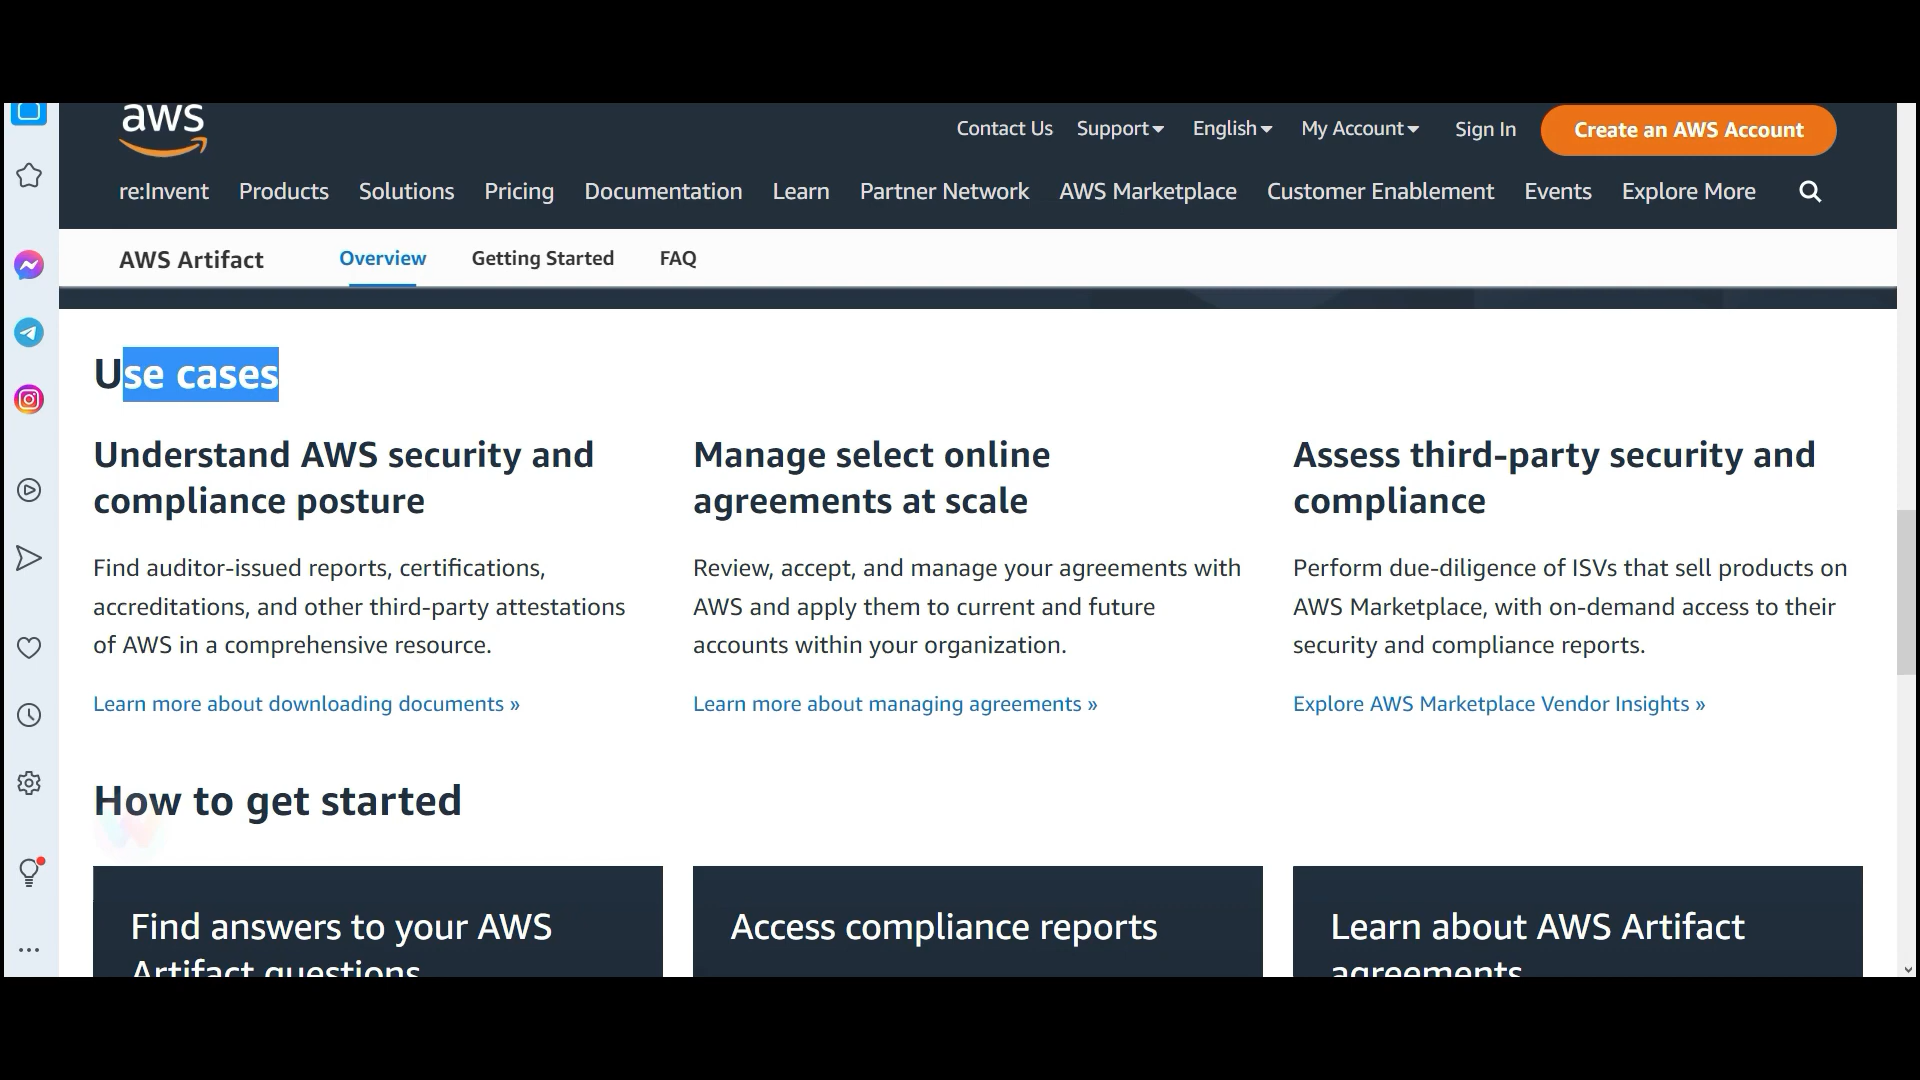 aws
Contact Us Support English My Account Sign In Create an AWS Account
re:Invent Products Solutions Pricing Documentation Learn Partner Network AWS Marketplace Customer Enablement Events Explore More
AWS Artifact Overview Getting Started FAQ
Use cases
Understand AWS security and
compliance posture
Find auditor-issued reports, certifications,
accreditations, and other third-party attestations
of AWS in a comprehensive resource.
Learn more about downloading documents »
Manage select online
agreements at scale
Review, accept, and manage your agreements with
AWS and apply them to current and future
accounts within your organization.
Learn more about managing agreements »
Assess third-party security and
compliance
Perform due-diligence of ISVs that sell products on
AWS Marketplace, with on-demand access to their
security and compliance reports.
Explore AWS Marketplace Vendor Insights »
How to get started
Find answers to your AWS
Artifact questions
Access compliance reports
Learn about AWS Artifact
agreements